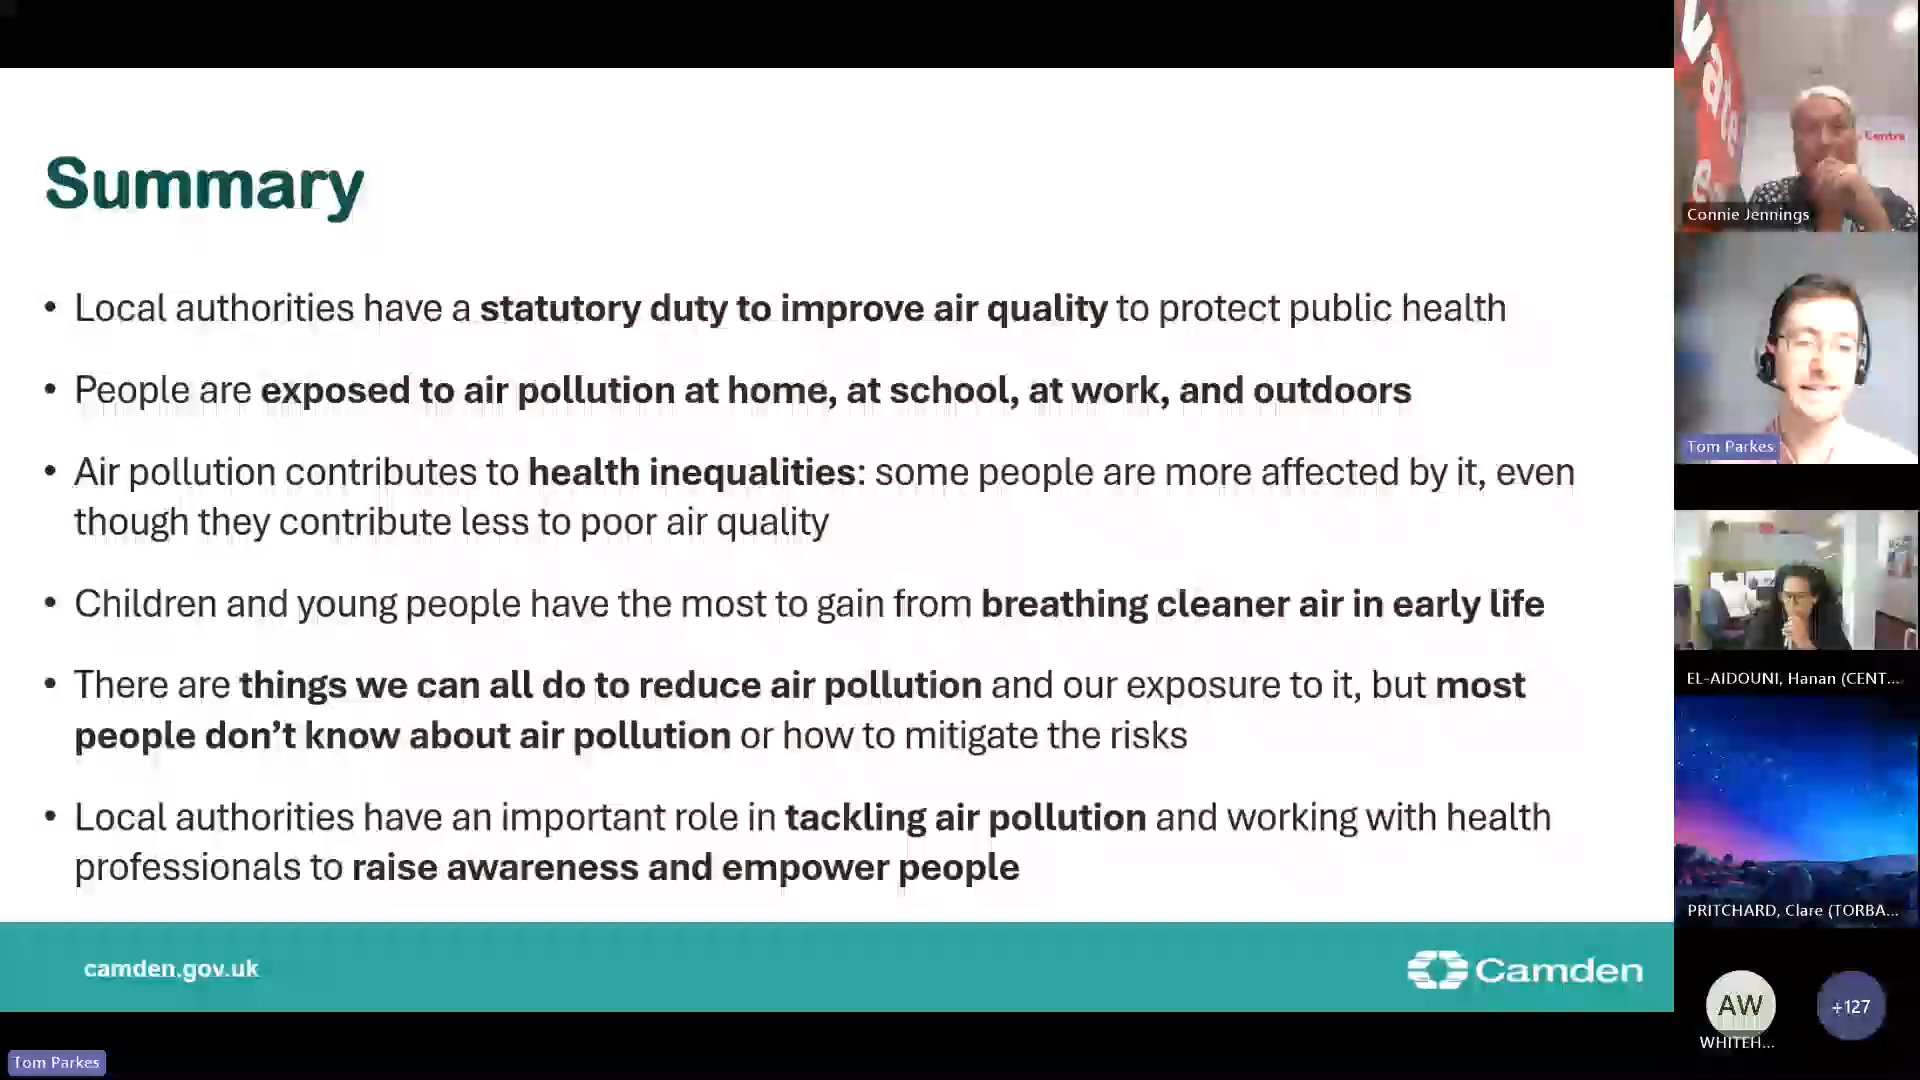 Summary
• Local authorities have a statutory duty to improve air quality to protect public health
• People are exposed to air pollution at home, at school, at work, and outdoors
• Air pollution contributes to health inequalities: some people are more affected by it, even
though they contribute less to poor air quality
• Children and young people have the most to gain from breathing cleaner air in early life
• There are things we can all do to reduce air pollution and our exposure to it, but most
people don’t know about air pollution or how to mitigate the risks
• Local authorities have an important role in tackling air pollution and working with health
professionals to raise awareness and empower people
camden.gov.uk
Camden
Tom Parkes
Centre
Connie Jennings
Tom Parkes
EL-AIDOUNI, Hanan (CENT...
PRITCHARD, Clare (TORBA...
AW
WHITEH...
+127